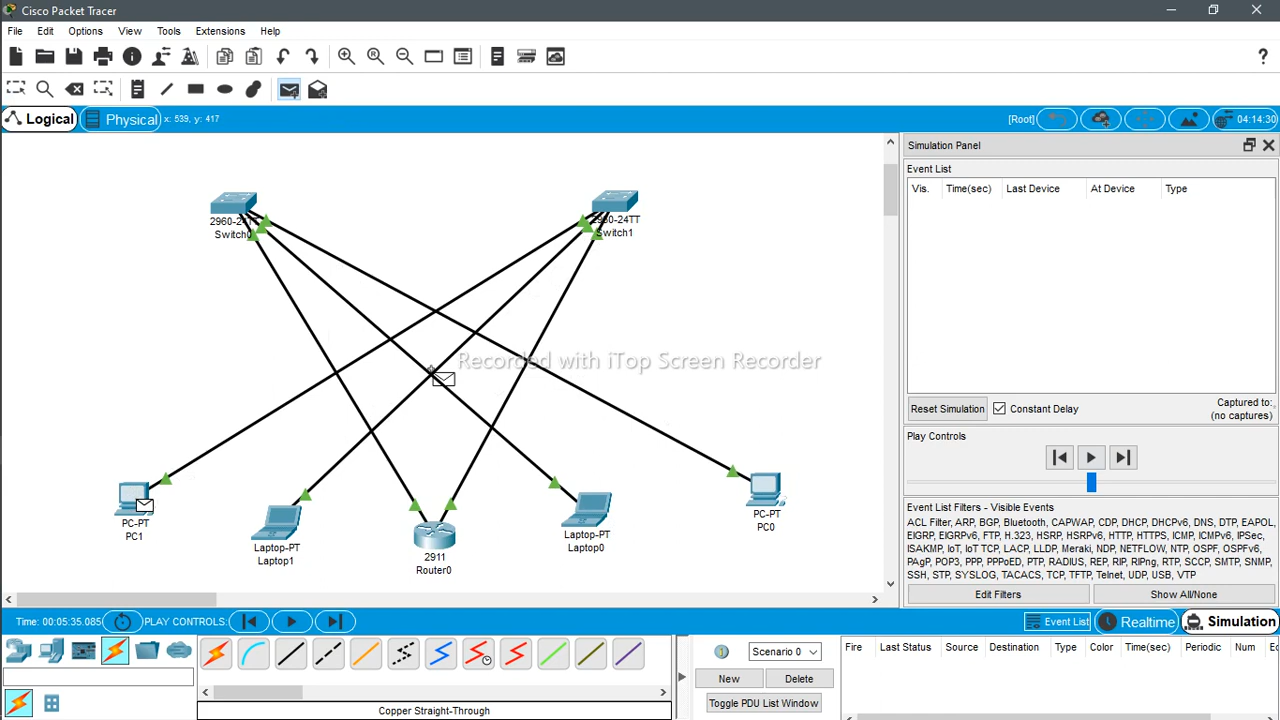 Cisco Packet Tracer
File Edit Options View Tools Extensions Help
Logical Physical x: 539, y: 417 [Root] 04:14:30
Simulation Panel
Event List
Vis. Time(sec) Last Device At Device Type
2960-24TT
Switch0
2960-24TT
Switch1
Recorded with iTop Screen Recorder
Reset Simulation Constant Delay Captured to:
(no captures)
Play Controls
PC-PT
PC1
Laptop-PT
Laptop1
2911
Router0
Laptop-PT
Laptop0
PC-PT
PC0
Event List Filters - Visible Events
ACL Filter, ARP, BGP, Bluetooth, CAPWAP, CDP, DHCP, DHCPv6, DNS, DTP, EAPOL,
EIGRP, EIGRPv6, FTP, H.323, HSRP, HSRPv6, HTTP, HTTPS, ICMP, ICMPv6, IPSec,
ISAKMP, IoT, IoT TCP, LACP, LLDP, Meraki, NDP, NETFLOW, NTP, OSPF, OSPFv6,
PAgP, POP3, PPP, PPPoED, PTP, RADIUS, REP, RIP, RIPng, RTP, SCCP, SMTP, SNMP,
SSH, STP, SYSLOG, TACACS, TCP, TFTP, Telnet, UDP, USB, VTP
Edit Filters Show All/None
Time: 00:05:35.085 PLAY CONTROLS: Event List Realtime Simulation
Scenario 0 Fire Last Status Source Destination Type Color Time(sec) Periodic Num
New Delete
Toggle PDU List Window
Copper Straight-Through